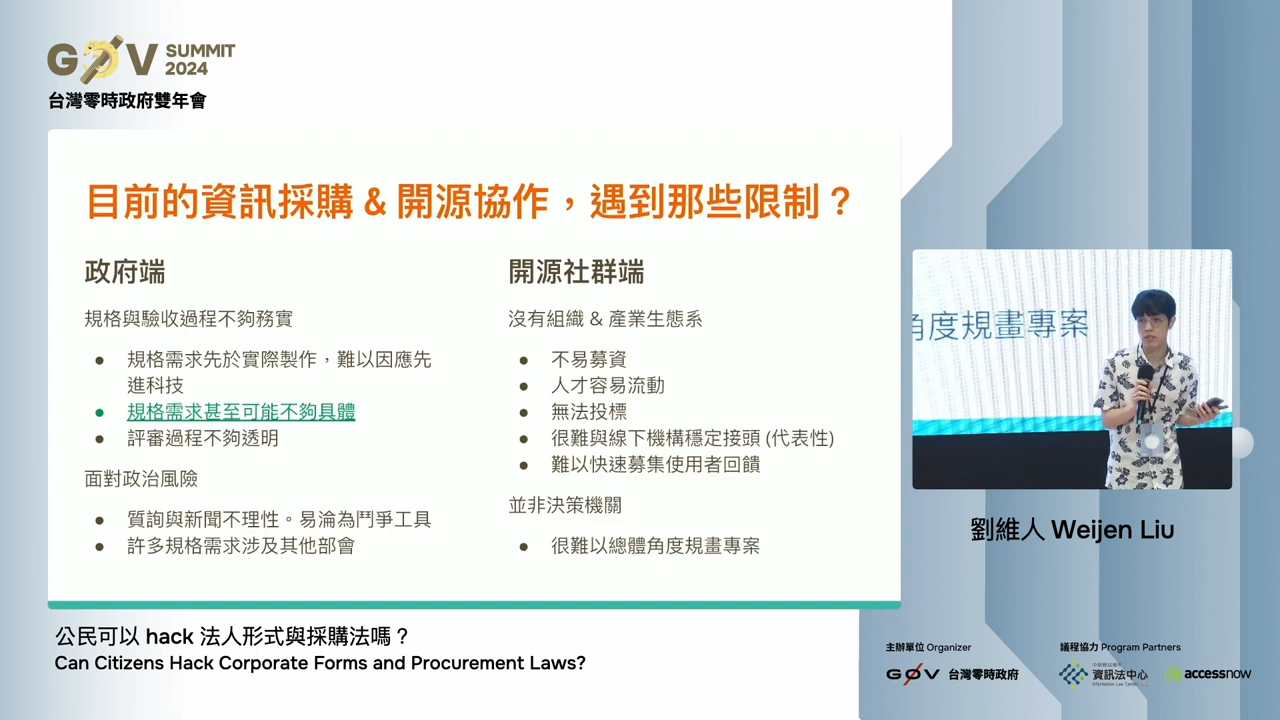 G0V SUMMIT 2024
台灣零時政府雙年會
目前的資訊採購 & 開源協作，遇到那些限制？
政府端
規格與驗收過程不夠務實
規格需求先於實際製作，難以因應先
進科技
規格需求甚至可能不夠具體
評審過程不夠透明
面對政治風險
質詢與新聞不理性。易淪為鬥爭工具
許多規格需求涉及其他部會
開源社群端
沒有組織 & 產業生態系
不易募資
人才容易流動
無法投標
很難與線下機構穩定接頭 (代表性)
難以快速募集使用者回饋
並非決策機關
很難以總體角度規畫專案
角度規畫專案
劉維人 Weijen Liu
公民可以 hack 法人形式與採購法嗎？
Can Citizens Hack Corporate Forms and Procurement Laws?
主辦單位 Organizer
G0V 台灣零時政府
議程協力 Program Partners
資訊法中心
Information Law Center
accessnow